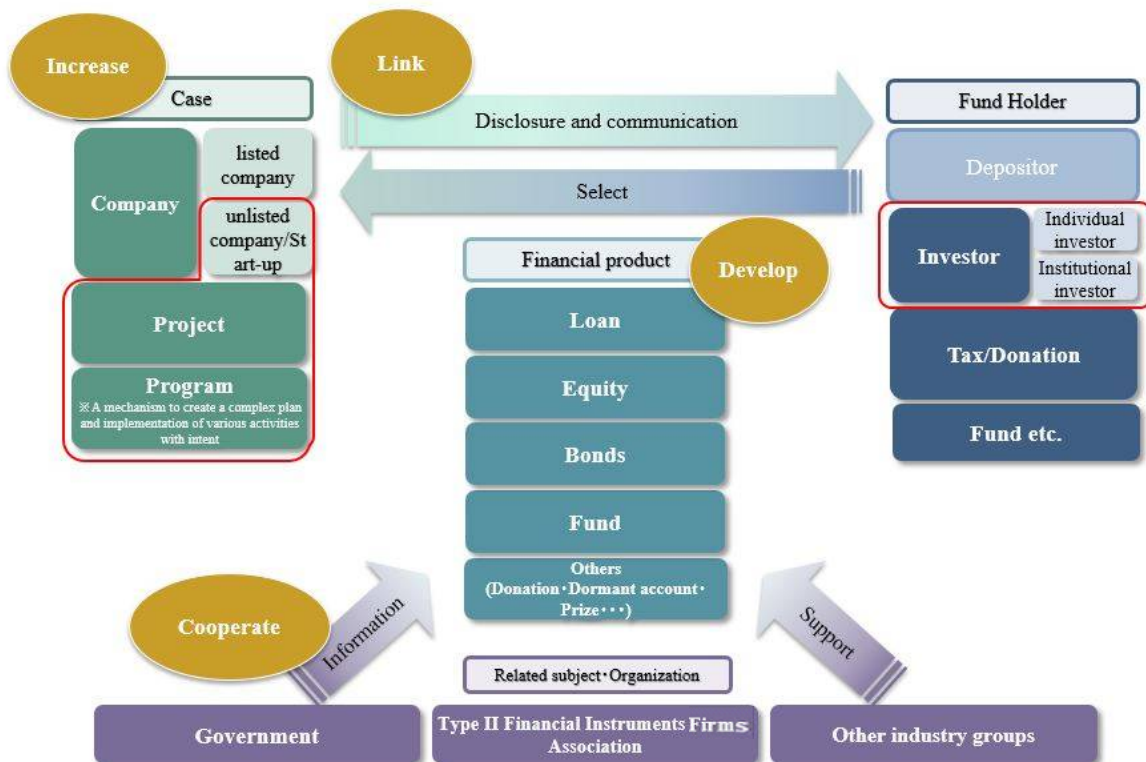 Increase
Link
Case
Disclosure and communication
Fund Holder
Company
listed
company
Depositor
Select
unlisted
company/St
art-up
Investor
Individual
investor
Institutional
investor
Financial product
Develop
Project
Loan
Tax/Donation
Program
※A mechanism to create a complex plan
and implementation of various activities
with intent
Equity
Fund etc.
Bonds
Fund
Others
(Donation・Dormant account・
Prize・・・)
Cooperate
Information
Support
Related subject・Organization
Government
Type II Financial Instruments Firms
Association
Other industry groups